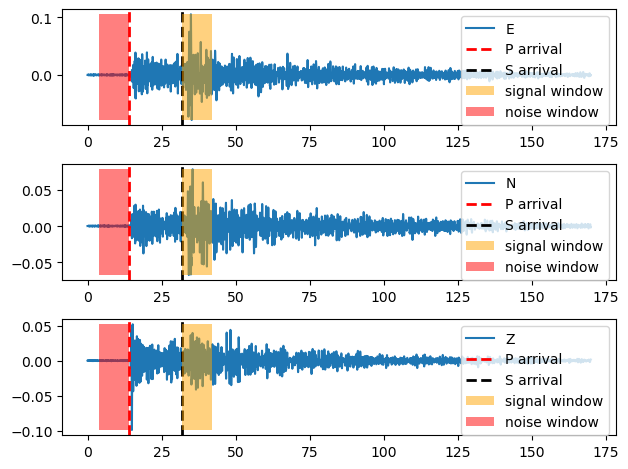 0.1
0.0
0 25 50 75 100 125 150 175
E
P arrival
S arrival
signal window
noise window
0.05
0.00
−0.05
0 25 50 75 100 125 150 175
N
P arrival
S arrival
signal window
noise window
0.05
0.00
−0.05
−0.10
0 25 50 75 100 125 150 175
Z
P arrival
S arrival
signal window
noise window